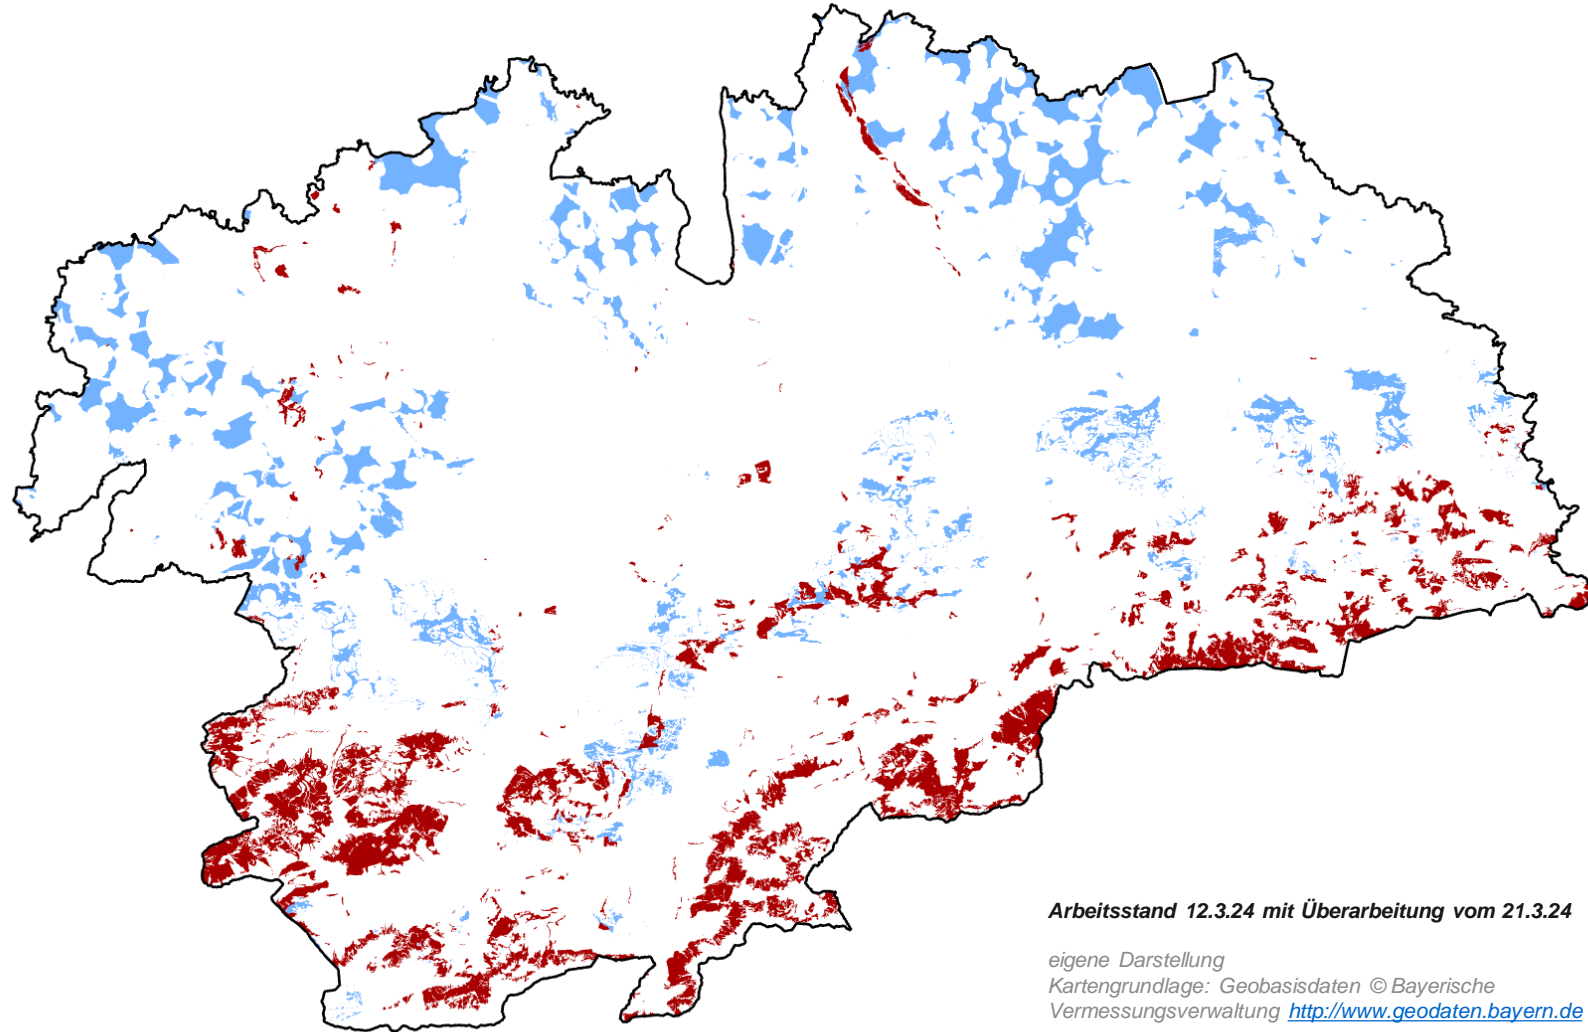 Arbeitsstand 12.3.24 mit Überarbeitung vom 21.3.24
eigene Darstellung
Kartengrundlage: Geobasisdaten © Bayerische
Vermessungsverwaltung http://www.geodaten.bayern.de